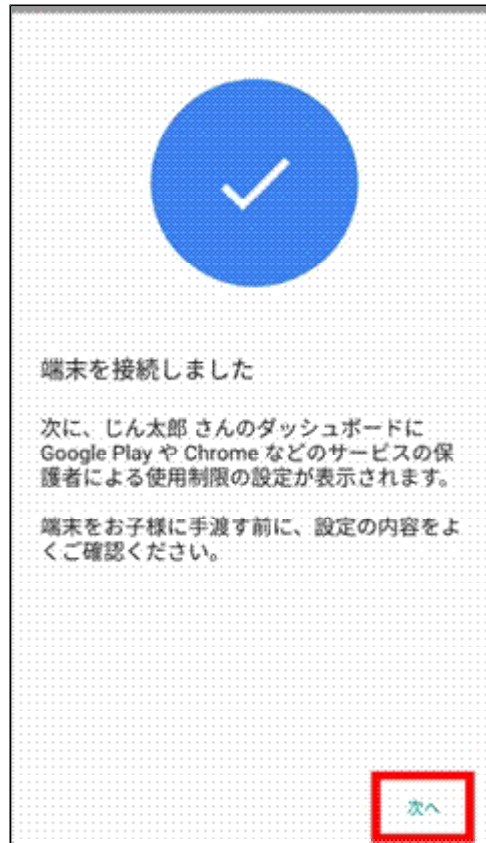 端末を接続しました
次に、じん太郎 さんのダッシュボードに
Google Play や Chrome などのサービスの保
護者による使用制限の設定が表示されます。
端末をお子様に手渡す前に、設定の内容をよ
くご確認ください。
次へ